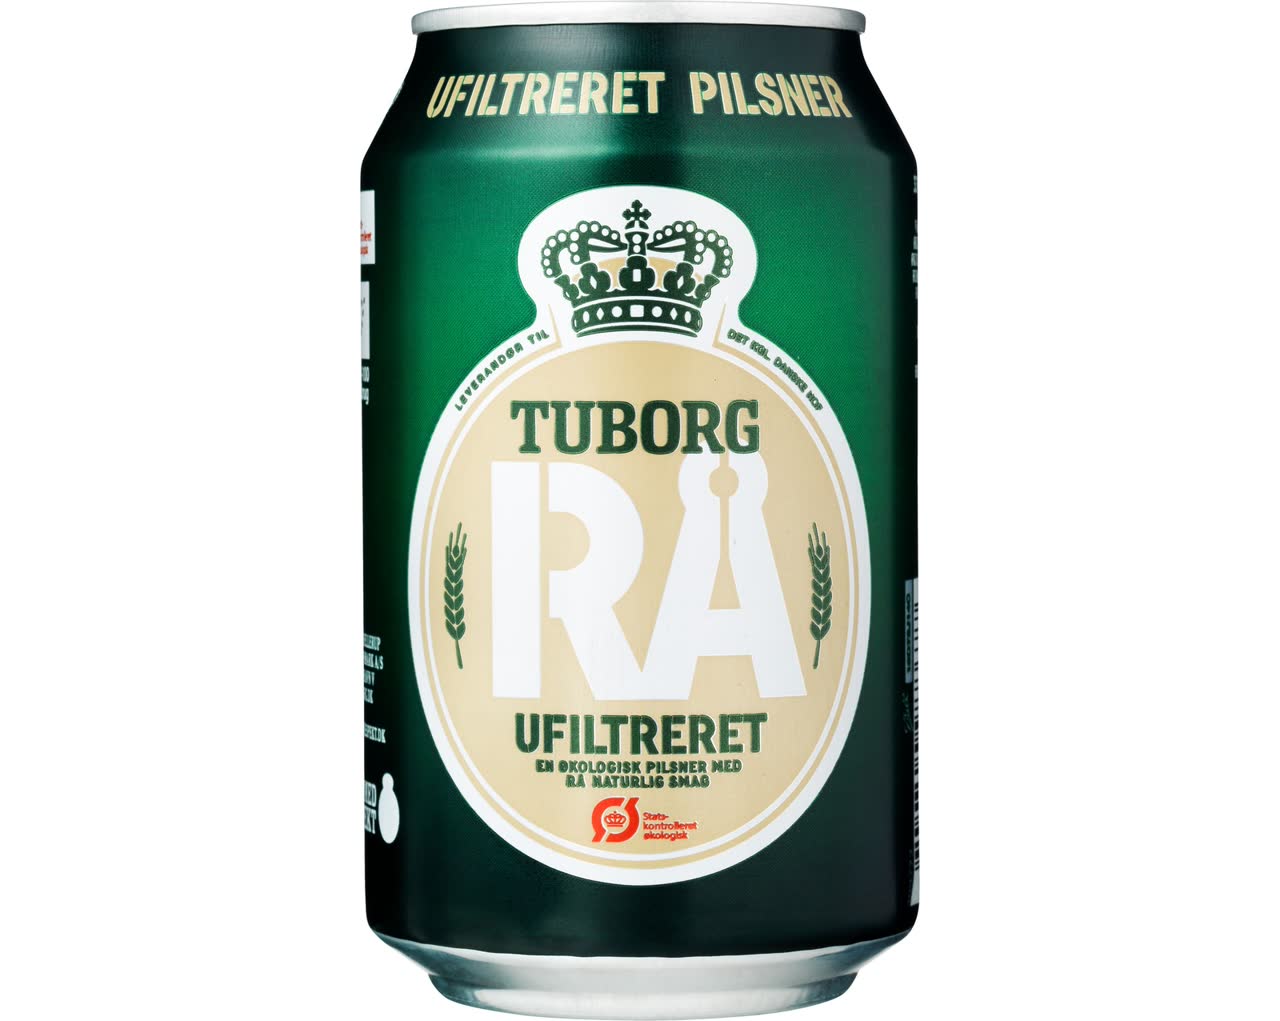 UFILTRERET PILSNER
LEVERANDØR TIL
DET KGL. DANSKE HOF
TUBORG
RÅ
UFILTRERET
EN ØKOLOGISK PILSNER MED
RÅ NATURLIG SMAG
Ø
Stats-
kontrolleret
økologisk